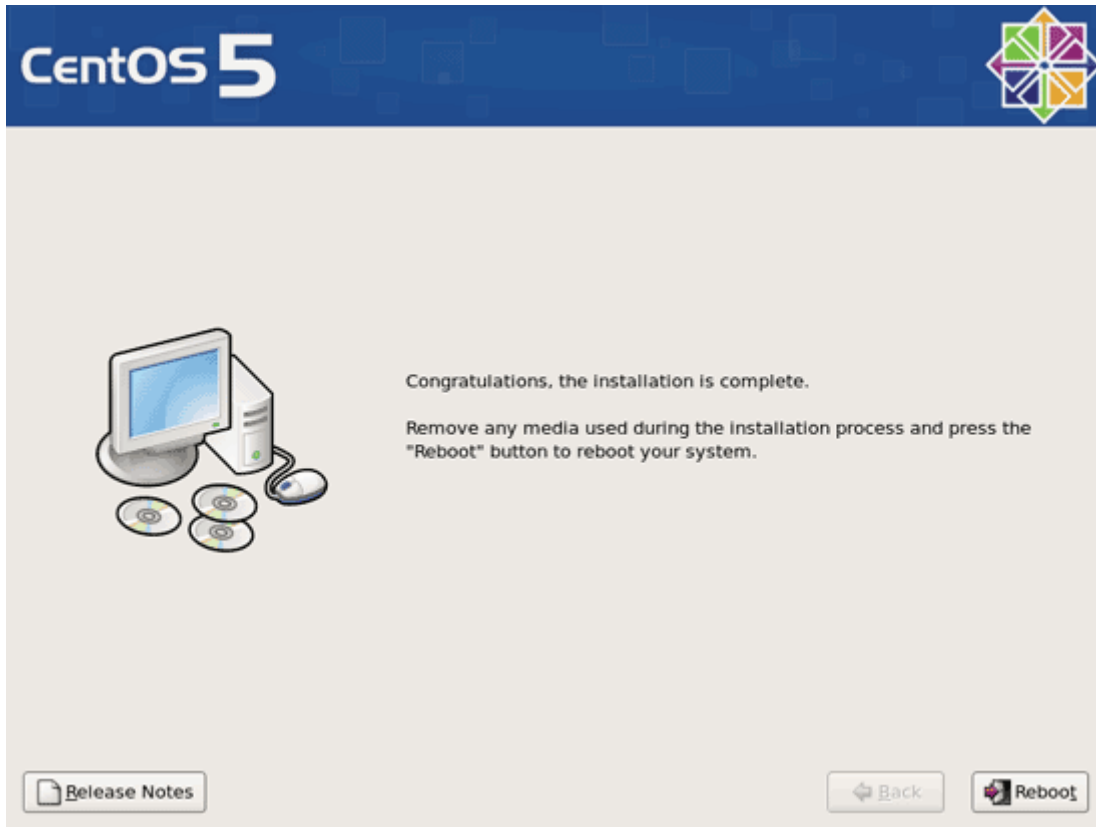 CentOS 5
Congratulations, the installation is complete.
Remove any media used during the installation process and press the
"Reboot" button to reboot your system.
Release Notes
Back
Reboot